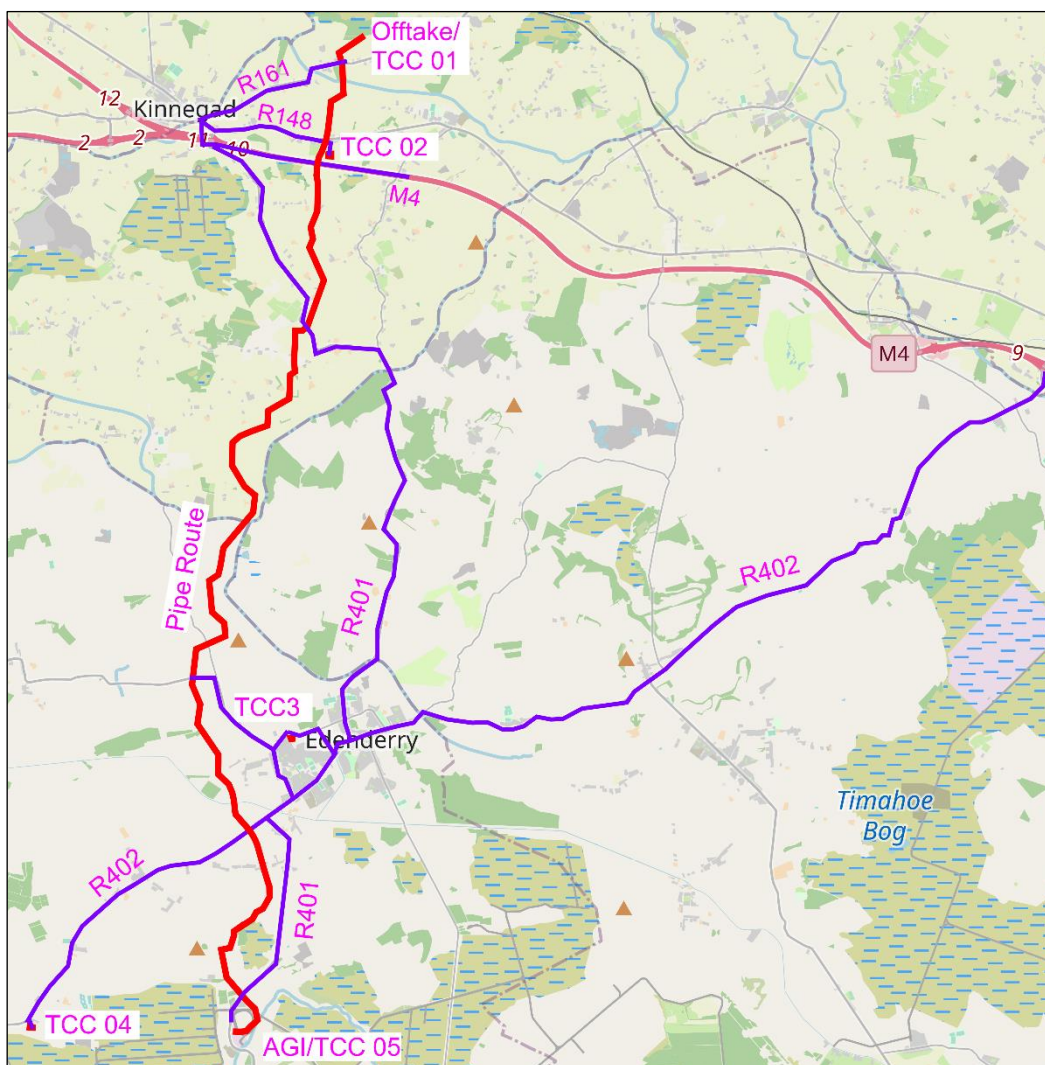 Offtake/
TCC 01
R161
12
Kinnegad
R148
2
2
11
10
TCC 02
M4
M4
9
Pipe Route
R401
R402
TCC3
Edenderry
Timahoe
Bog
R402
R401
TCC 04
AGI/TCC 05